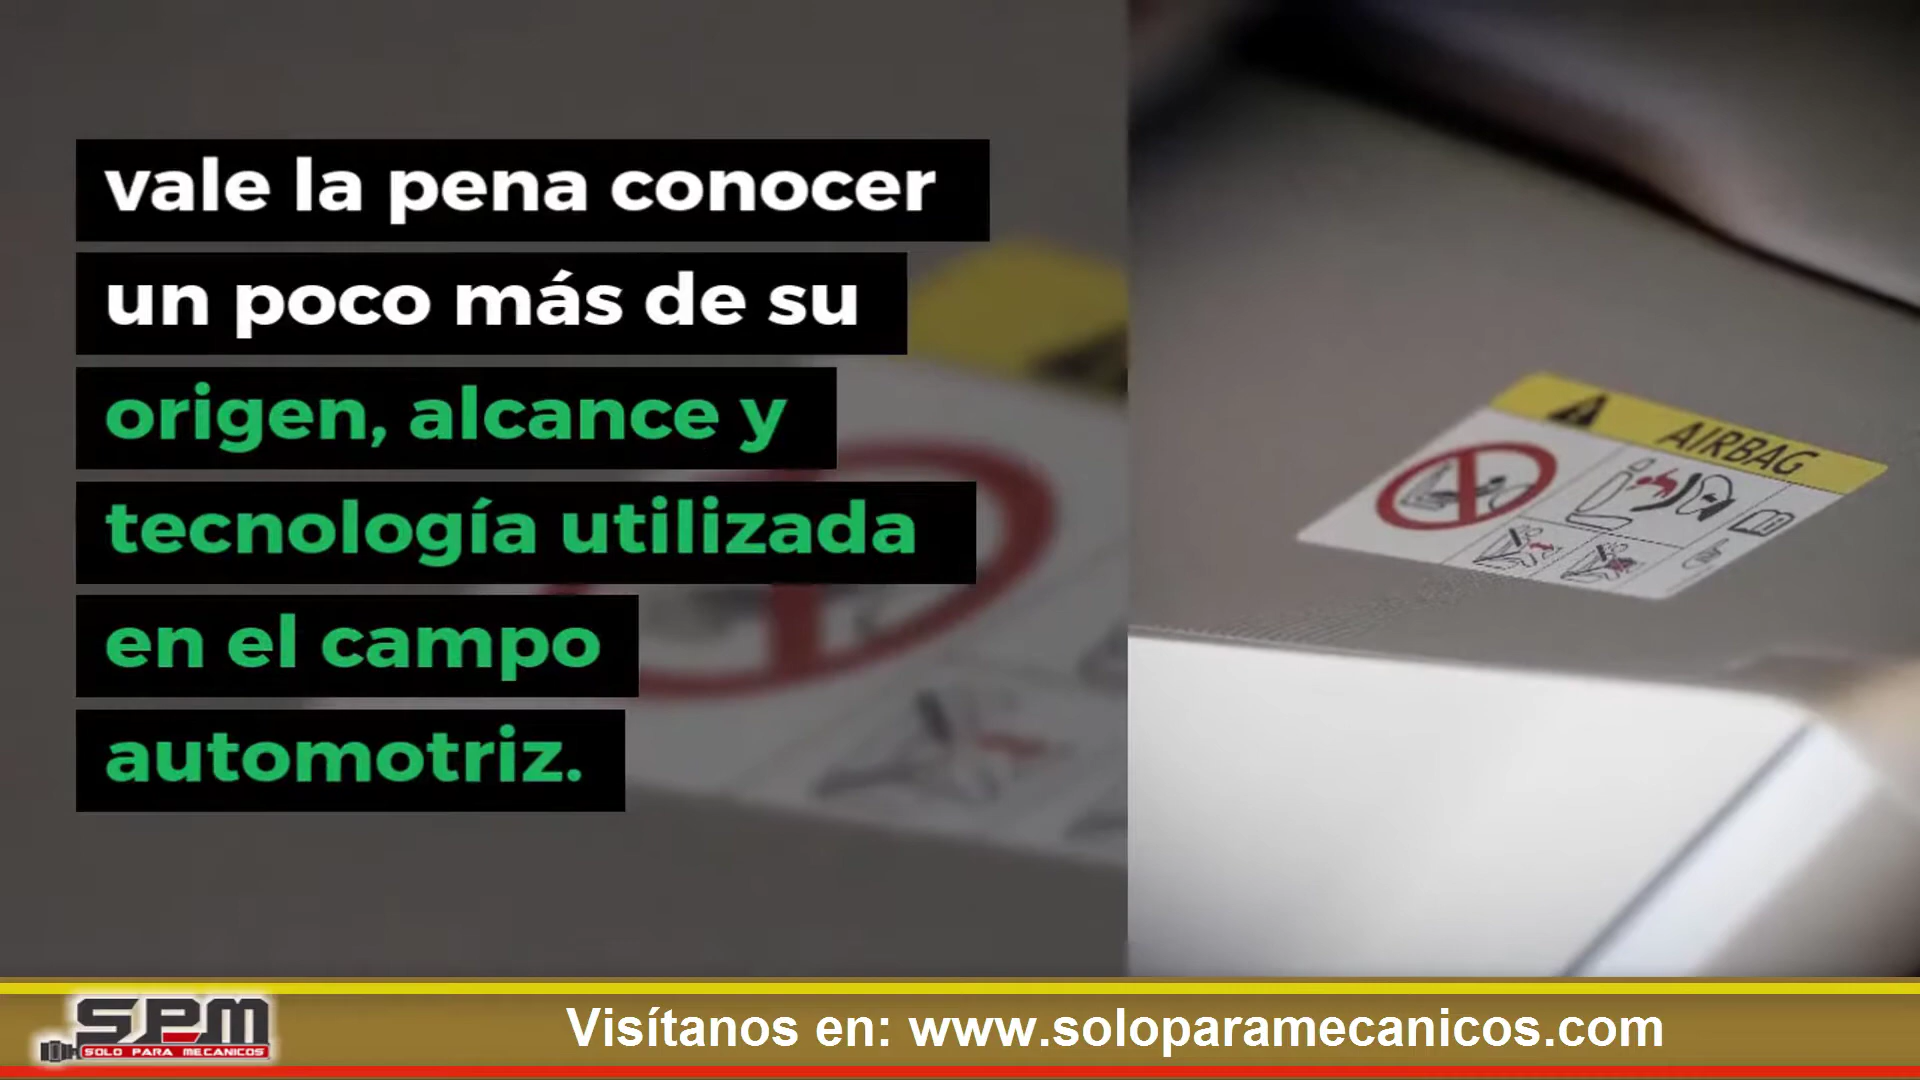 vale la pena conocer
un poco más de su
origen, alcance y
tecnología utilizada
en el campo
automotriz.
AIRBAG
SPM
SOLO PARA MECANICOS
Visítanos en: www.soloparamecanicos.com